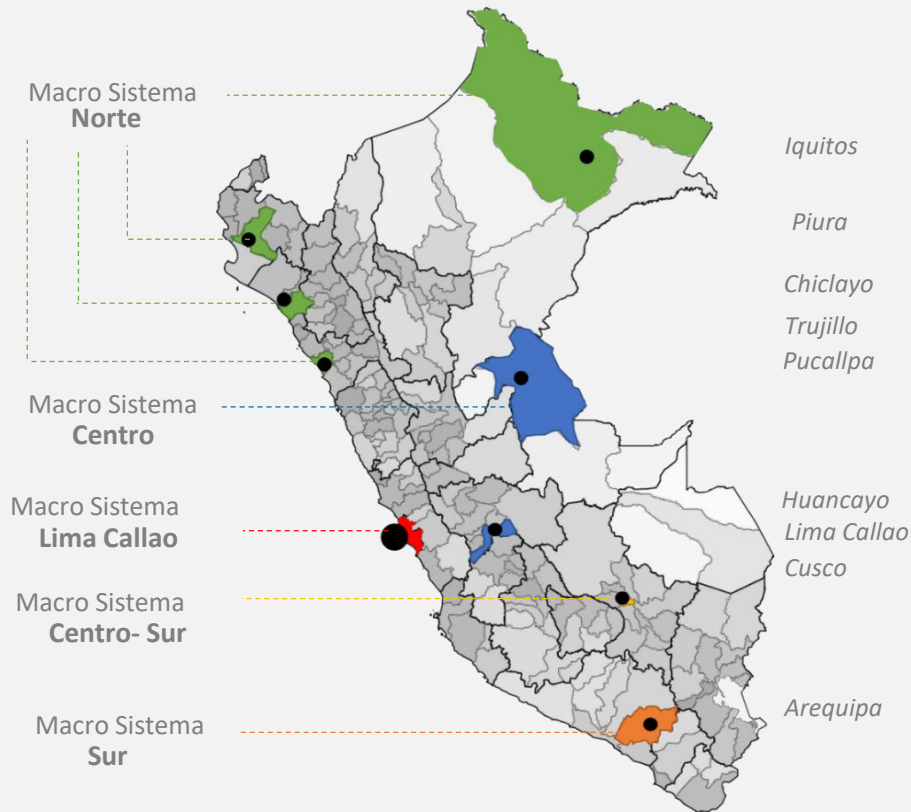 Macro Sistema
Norte
Macro Sistema
Centro
Macro Sistema
Lima Callao
Macro Sistema
Centro- Sur
Macro Sistema
Sur
Iquitos
Piura
Chiclayo
Trujillo
Pucallpa
Huancayo
Lima Callao
Cusco
Arequipa